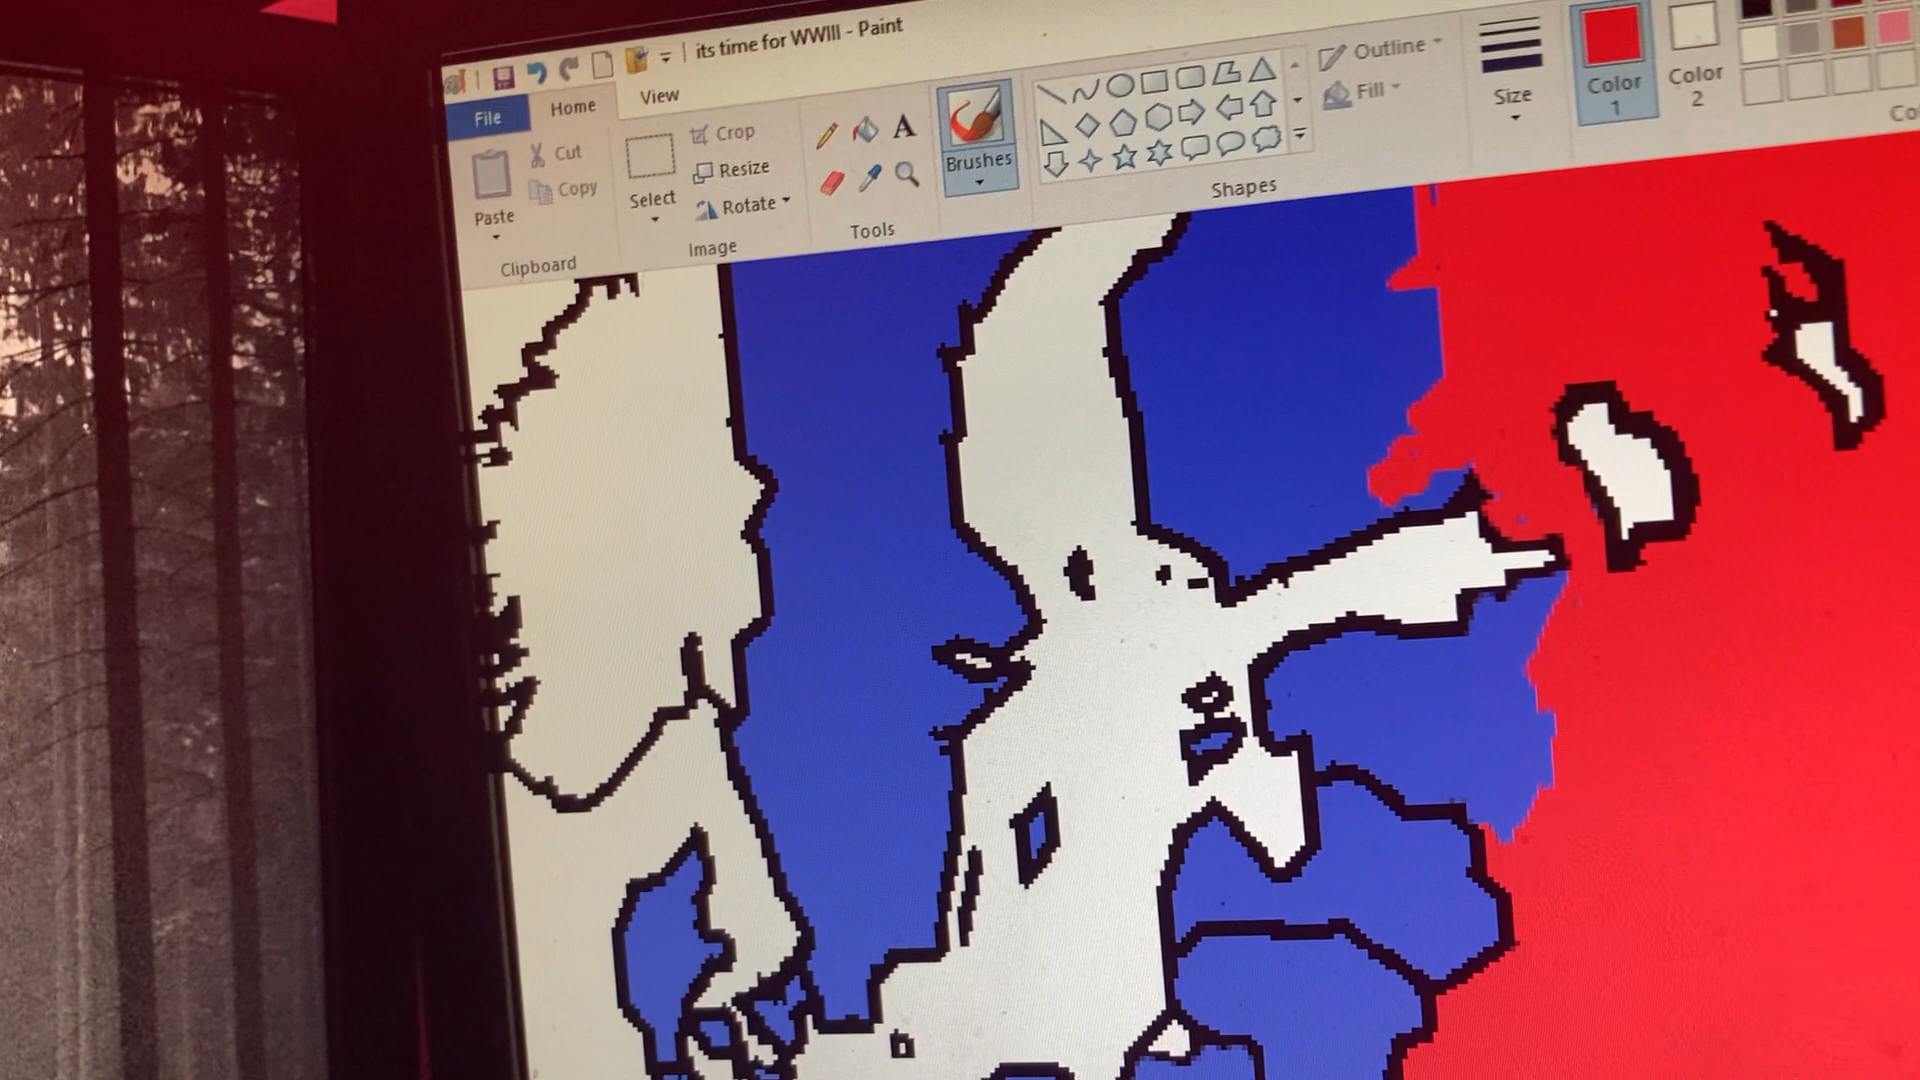 its time for WWIII - Paint
File
Home
View
Paste
Cut
Copy
Clipboard
Select
Crop
Resize
Rotate
Image
A
Tools
Brushes
Shapes
Outline
Fill
Size
Color
1
Color
2